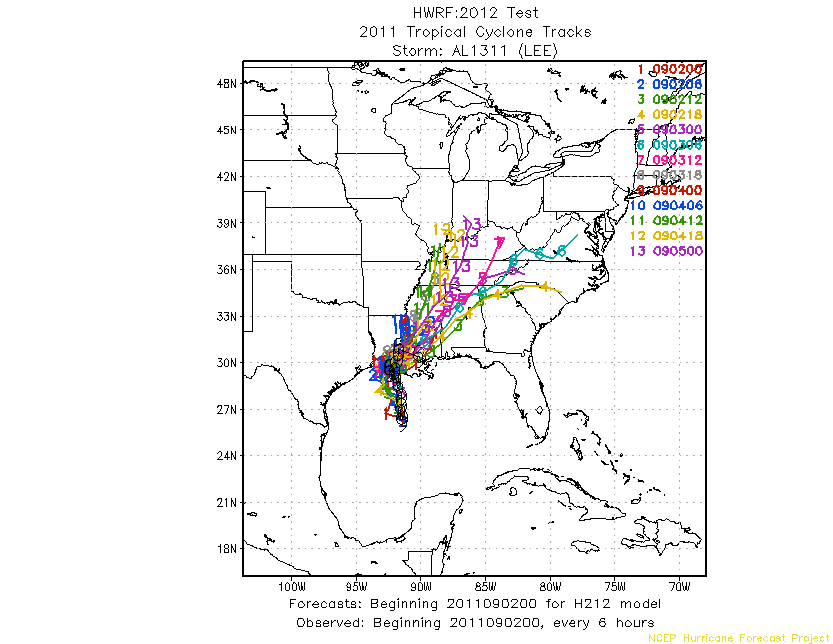 HWRF:2012 Test
2011 Tropical Cyclone Tracks
Storm: AL1311 (LEE)
1 090200
2 090206
3 090212
4 090218
5 090300
6 090306
7 090312
8 090318
9 090400
10 090406
11 090412
12 090418
13 090500
48N
45N
42N
39N
36N
33N
30N
27N
24N
21N
18N
100W 95W 90W 85W 80W 75W 70W
Forecasts: Beginning 2011090200 for H212 model
Observed: Beginning 2011090200, every 6 hours
NCEP Hurricane Forecast Project